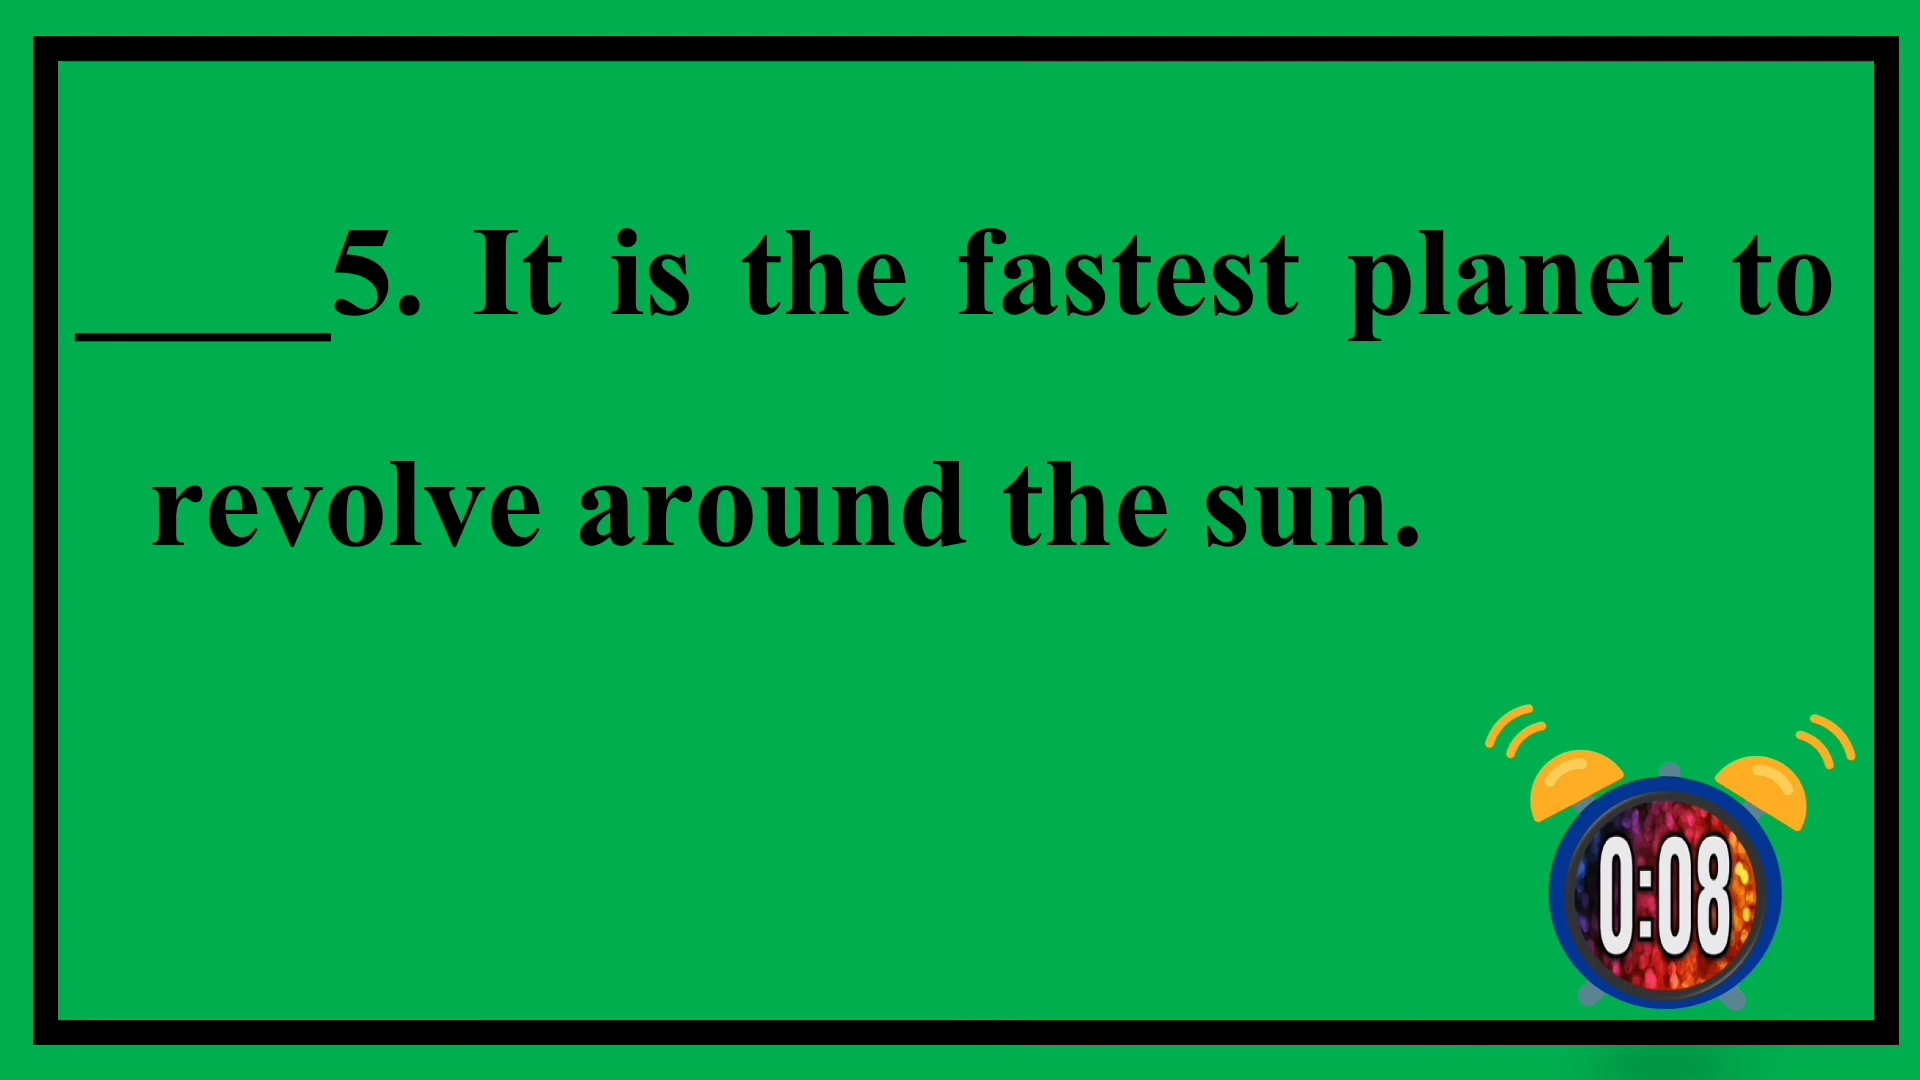 _____5. It is the fastest planet to
revolve around the sun.
0:08